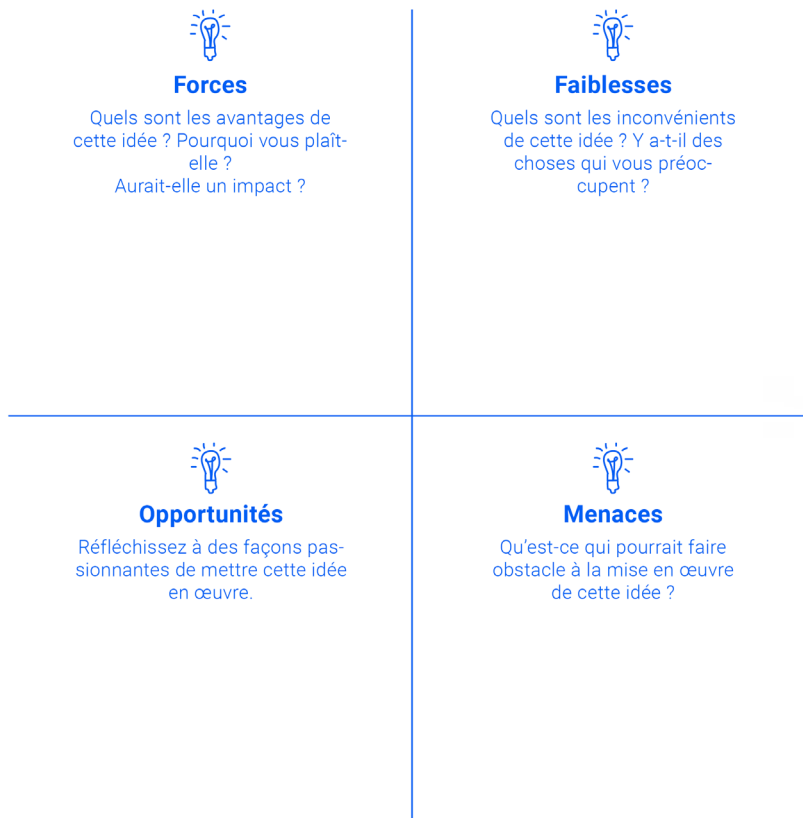 Forces
Quels sont les avantages de
cette idée ? Pourquoi vous plaît-
elle ?
Aurait-elle un impact ?
Faiblesses
Quels sont les inconvénients
de cette idée ? Y a-t-il des
choses qui vous préoc-
cupent ?
Opportunités
Réfléchissez à des façons pas-
sionnantes de mettre cette idée
en œuvre.
Menaces
Qu’est-ce qui pourrait faire
obstacle à la mise en œuvre
de cette idée ?